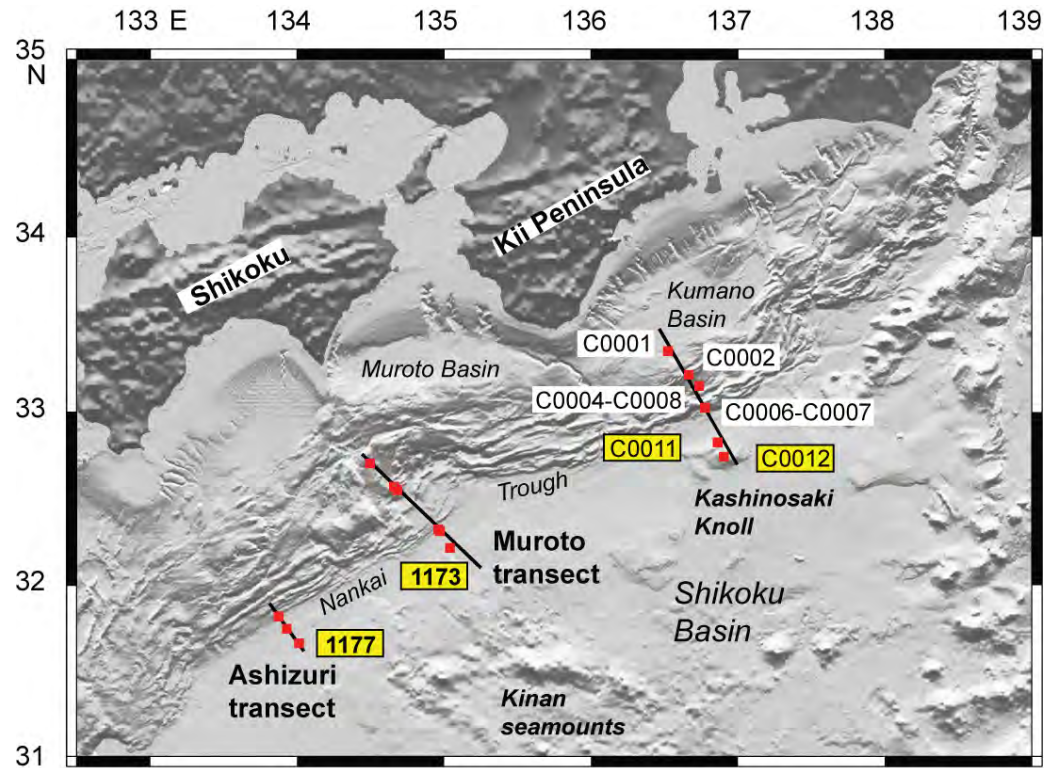 133 E 134 135 136 137 138 139
35
N
34
33
32
31
Kii Peninsula
Shikoku
Kumano
Basin
C0001
C0002
Muroto Basin
C0004-C0008
C0006-C0007
C0011
C0012
Trough
Kashinosaki
Knoll
Muroto
transect
1173
Nankai
Shikoku
Basin
1177
Ashizuri
transect
Kinan
seamounts